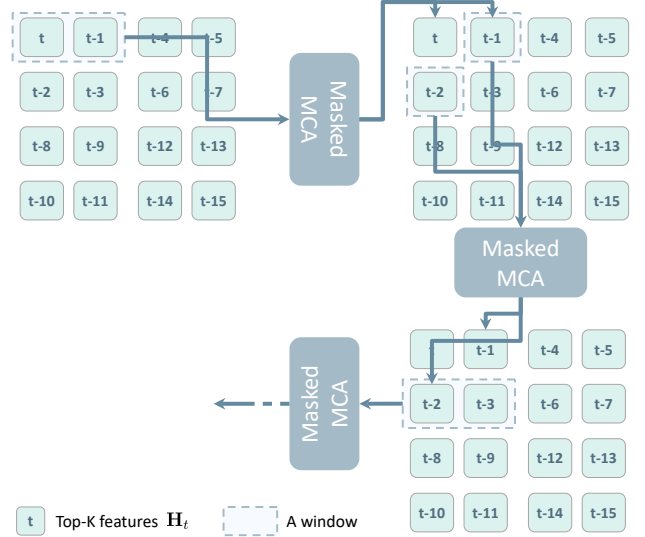 t t-1 t-4 t-5
t-2 t-3 t-6 t-7
t-8 t-9 t-12 t-13
t-10 t-11 t-14 t-15
Masked
MCA
t t-1 t-4 t-5
t-2 t-3 t-6 t-7
t-8 t-9 t-12 t-13
t-10 t-11 t-14 t-15
Masked
MCA
t-1 t-4 t-5
t-2 t-3 t-6 t-7
t-8 t-9 t-12 t-13
t-10 t-11 t-14 t-15
Masked
MCA
t Top-K features H_t
A window